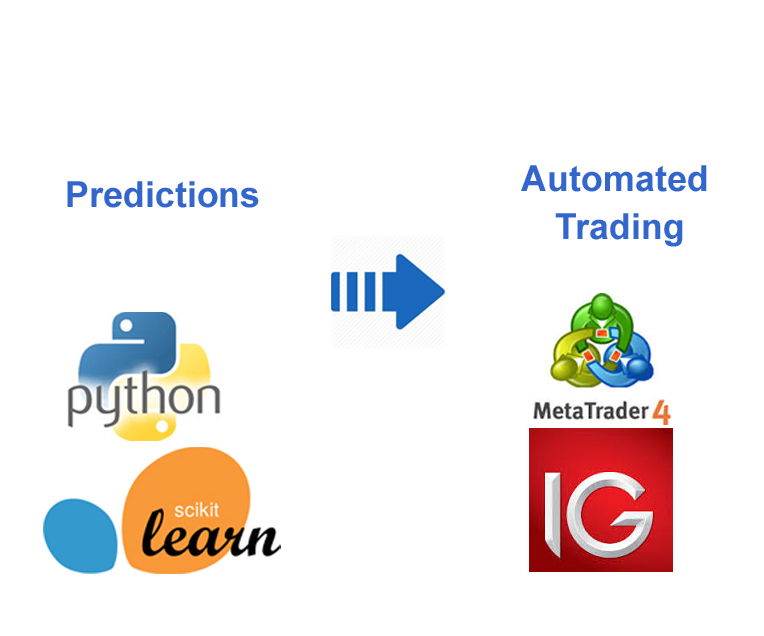 Predictions
Automated
Trading
python
scikit
learn
MetaTrader 4
IG